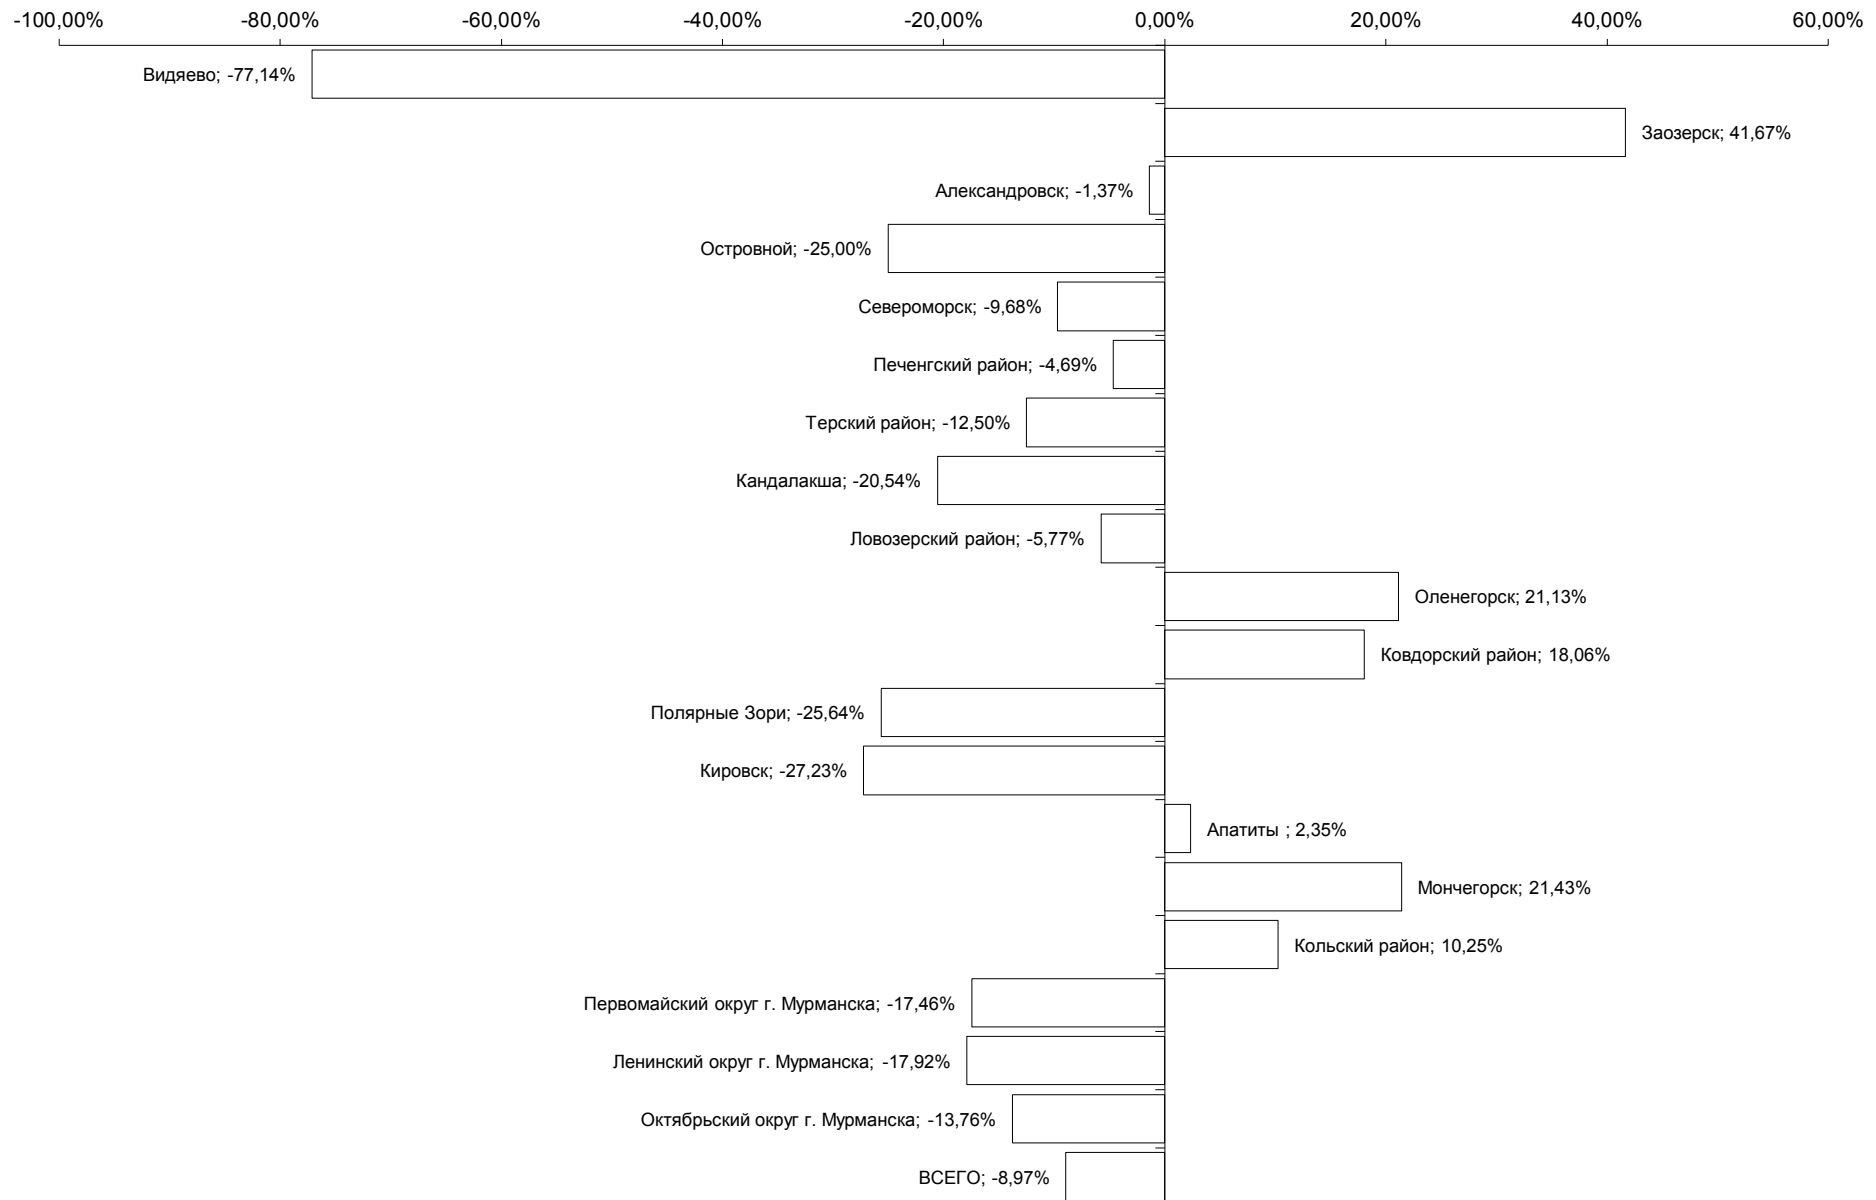 -100,00% -80,00% -60,00% -40,00% -20,00% 0,00% 20,00% 40,00% 60,00%
Видяево; -77,14%
Заозерск; 41,67%
Александровск; -1,37%
Островной; -25,00%
Североморск; -9,68%
Печенгский район; -4,69%
Терский район; -12,50%
Кандалакша; -20,54%
Ловозерский район; -5,77%
Оленегорск; 21,13%
Ковдорский район; 18,06%
Полярные Зори; -25,64%
Кировск; -27,23%
Апатиты ; 2,35%
Мончегорск; 21,43%
Кольский район; 10,25%
Первомайский округ г. Мурманска; -17,46%
Ленинский округ г. Мурманска; -17,92%
Октябрьский округ г. Мурманска; -13,76%
ВСЕГО; -8,97%